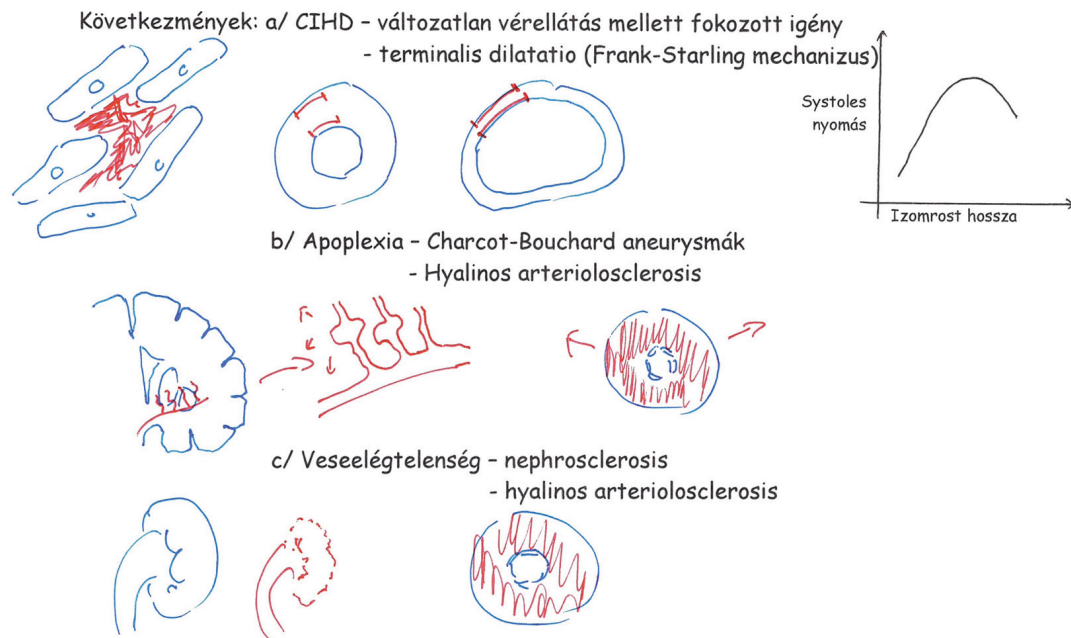 Következmények: a/ CIHD – változatlan vérellátás mellett fokozott igény
- terminalis dilatatio (Frank-Starling mechanizus)
Systoles
nyomás
Izomrost hossza
b/ Apoplexia – Charcot-Bouchard aneurysmák
- Hyalinos arteriolosclerosis
c/ Veseelégtelenség – nephrosclerosis
- hyalinos arteriolosclerosis